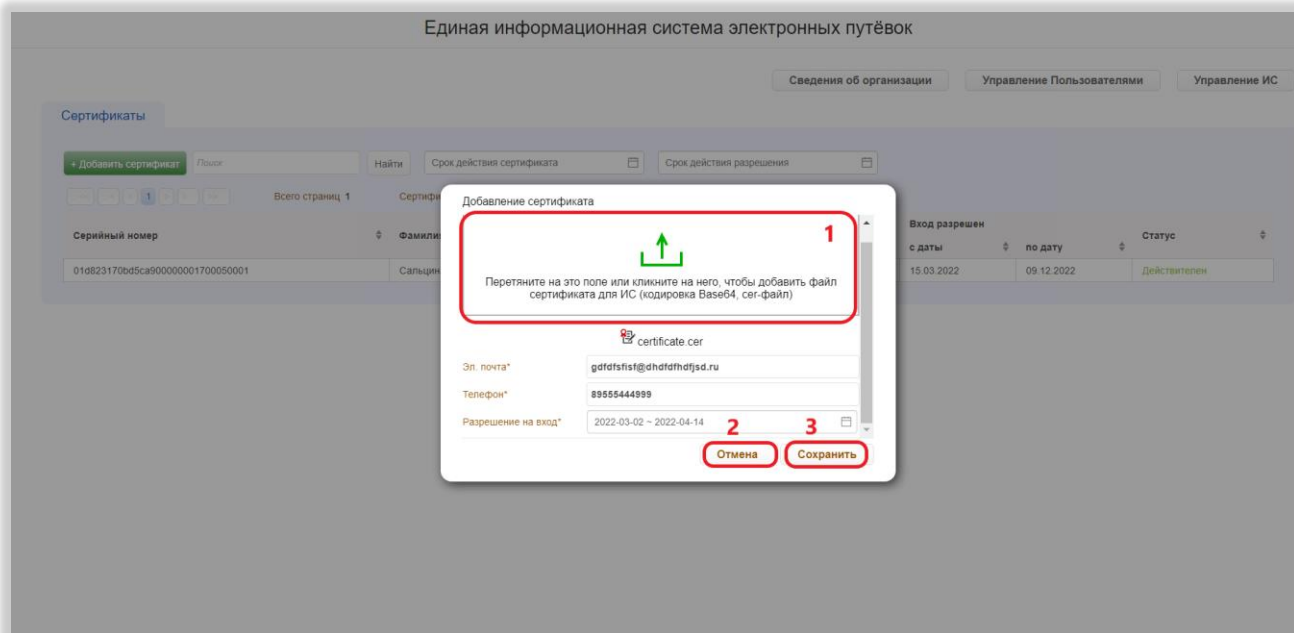 Единая информационная система электронных путёвок
Сведения об организации Управление Пользователями Управление ИС
Сертификаты
+ Добавить сертификат Поиск Найти Срок действия сертификата Срок действия разрешения
1 Всего страниц 1 Сертифи
Серийный номер Фамили Вход разрешен Статус
с даты по дату
01d823170bd5ca900000001700050001 Сальцин 15.03.2022 09.12.2022 Действителен
Добавление сертификата
1
Перетяните на это поле или кликните на него, чтобы добавить файл
сертификата для ИС (кодировка Base64, cer-файл)
certificate.cer
Эл. почта* gdfdfsfisf@dhdfdfhdfjsd.ru
Телефон* 89555444999
Разрешение на вход* 2022-03-02 ~ 2022-04-14
2 3
Отмена Сохранить